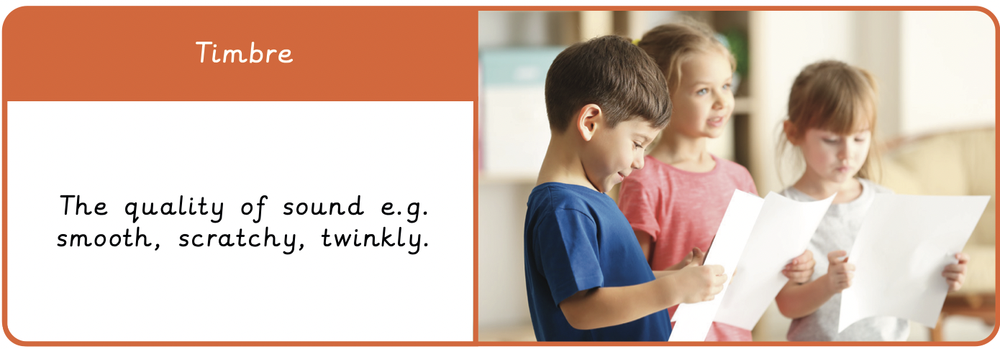 Timbre
The quality of sound e.g.
smooth, scratchy, twinkly.